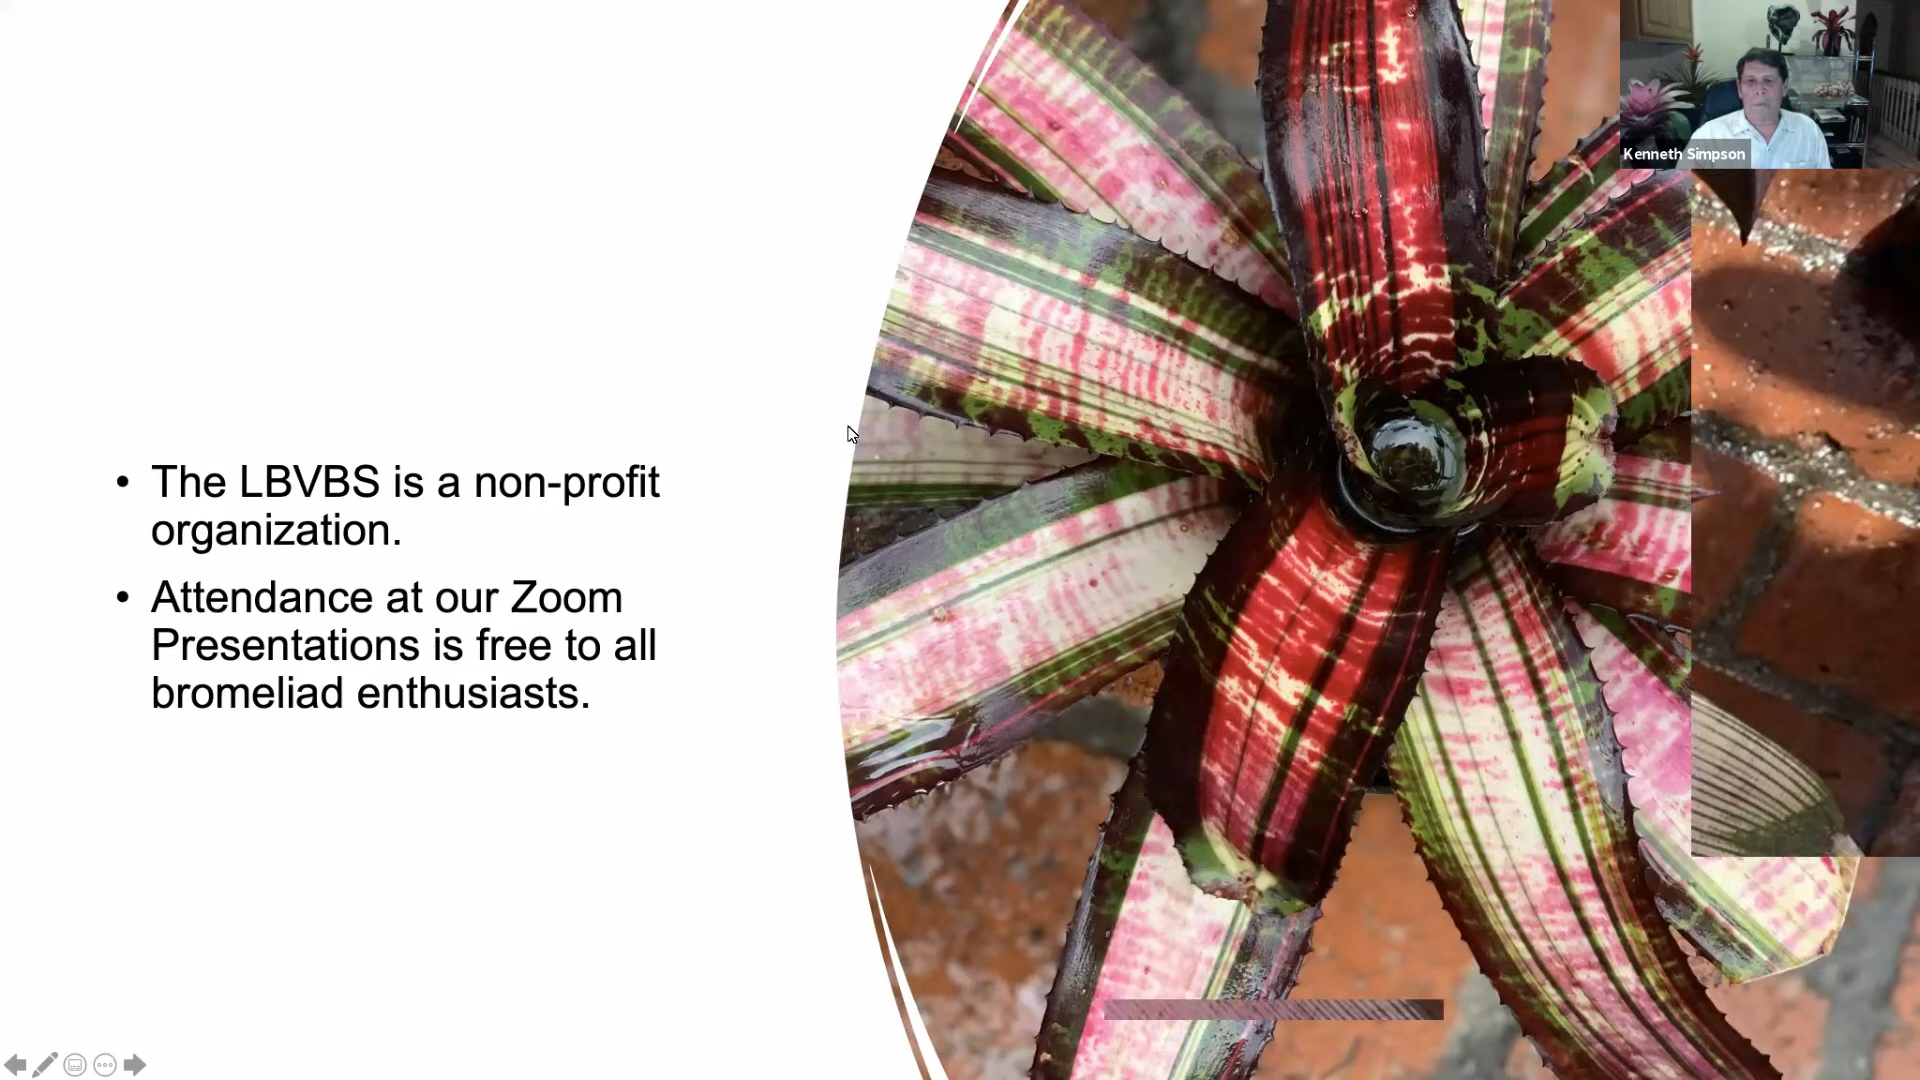 Kenneth Simpson
• The LBVBS is a non-profit
organization.
• Attendance at our Zoom
Presentations is free to all
bromeliad enthusiasts.